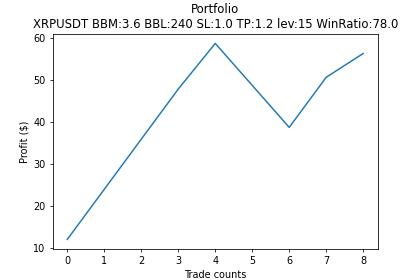 Portfolio
XRPUSDT BBM:3.6 BBL:240 SL:1.0 TP:1.2 lev:15 WinRatio:78.0
60
50
40
30
20
10
Profit ($)
0 1 2 3 4 5 6 7 8
Trade counts